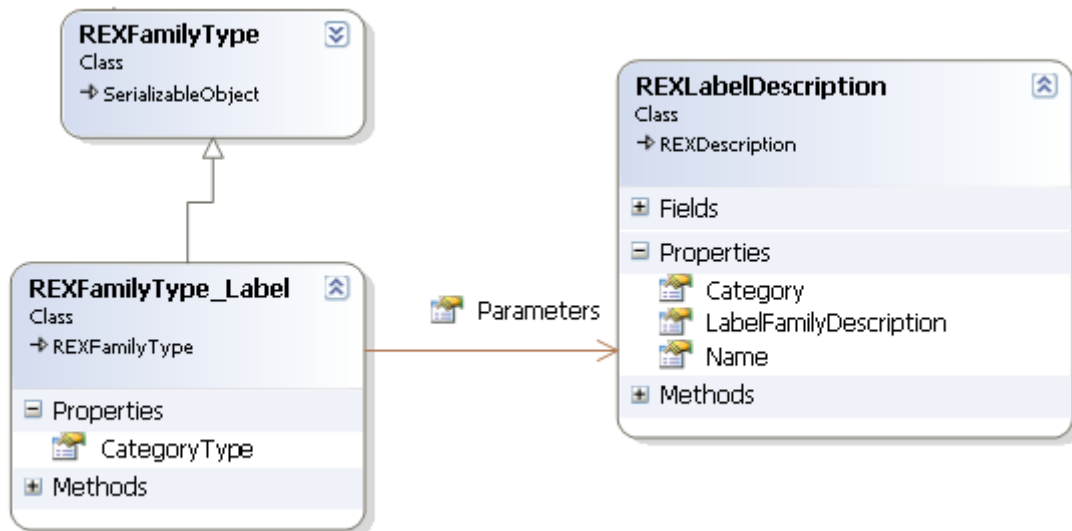 REXFamilyType
Class
SerializableObject
REXLabelDescription
Class
REXDescription
Fields
Properties
Category
LabelFamilyDescription
Name
Methods
REXFamilyType_Label
Class
REXFamilyType
Properties
CategoryType
Methods
Parameters